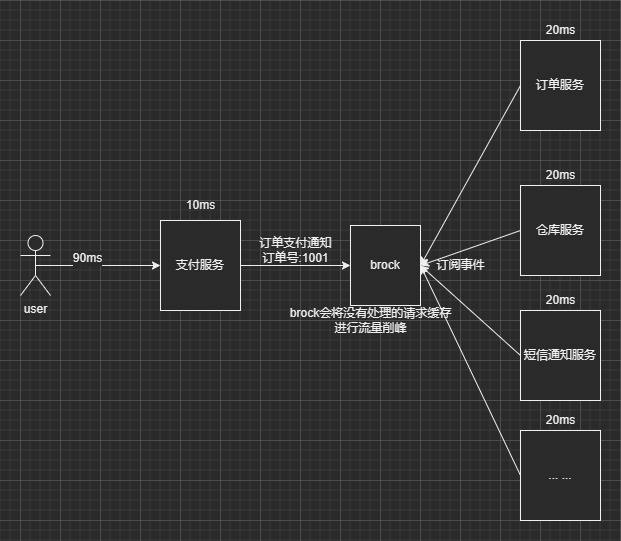 20ms
订单服务
20ms
10ms
订单支付通知
订单号:1001
仓库服务
90ms
支付服务
brock
订阅事件
user
20ms
brock会将没有处理的请求缓存
进行流量削峰
短信通知服务
20ms
... ...